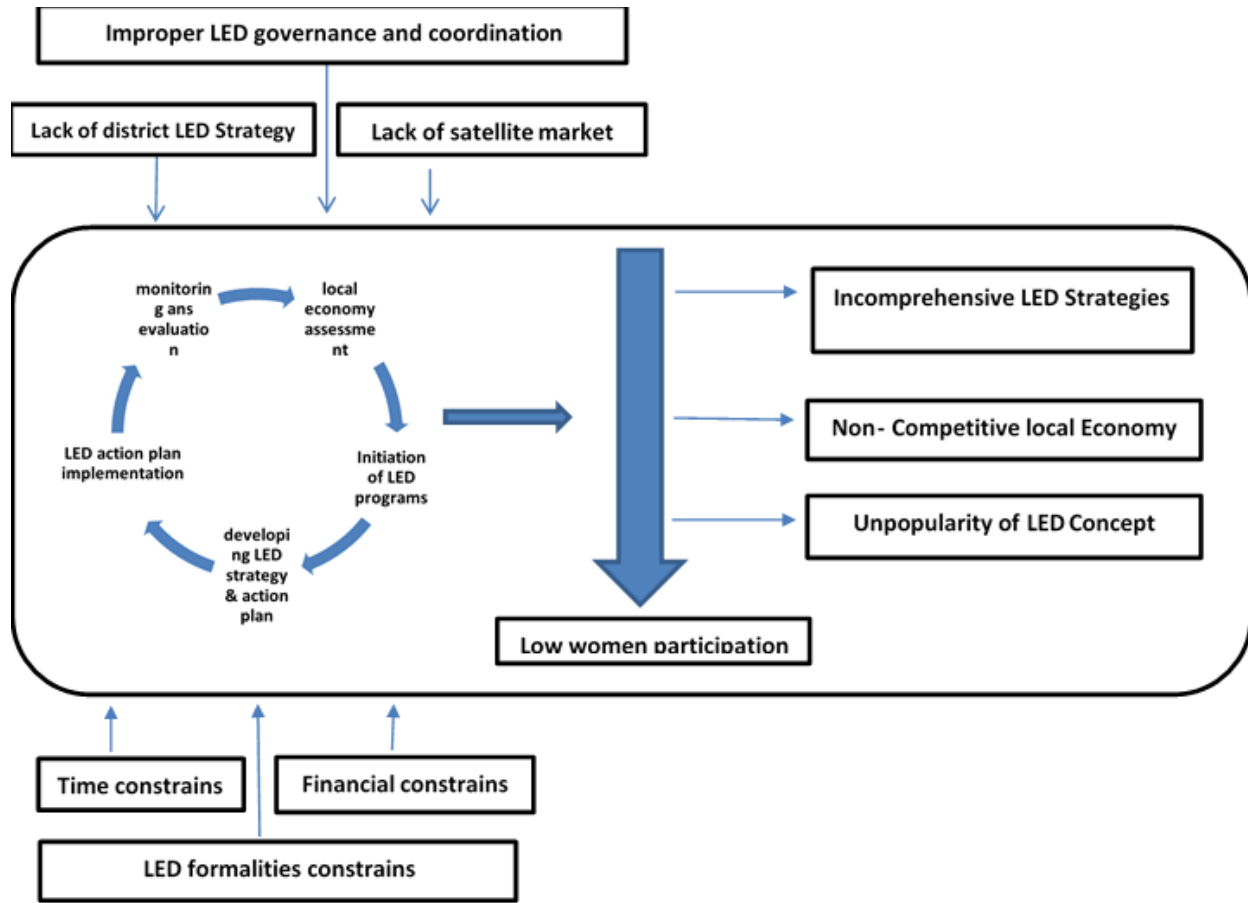 Improper LED governance and coordination
Lack of district LED Strategy
Lack of satellite market
monitorin
g ans
evaluatio
n
local
economy
assessme
nt
Incomprehensive LED Strategies
Non- Competitive local Economy
LED action plan
implementation
Initiation
of LED
programs
Unpopularity of LED Concept
developi
ng LED
strategy
& action
plan
Low women participation
Time constrains
Financial constrains
LED formalities constrains